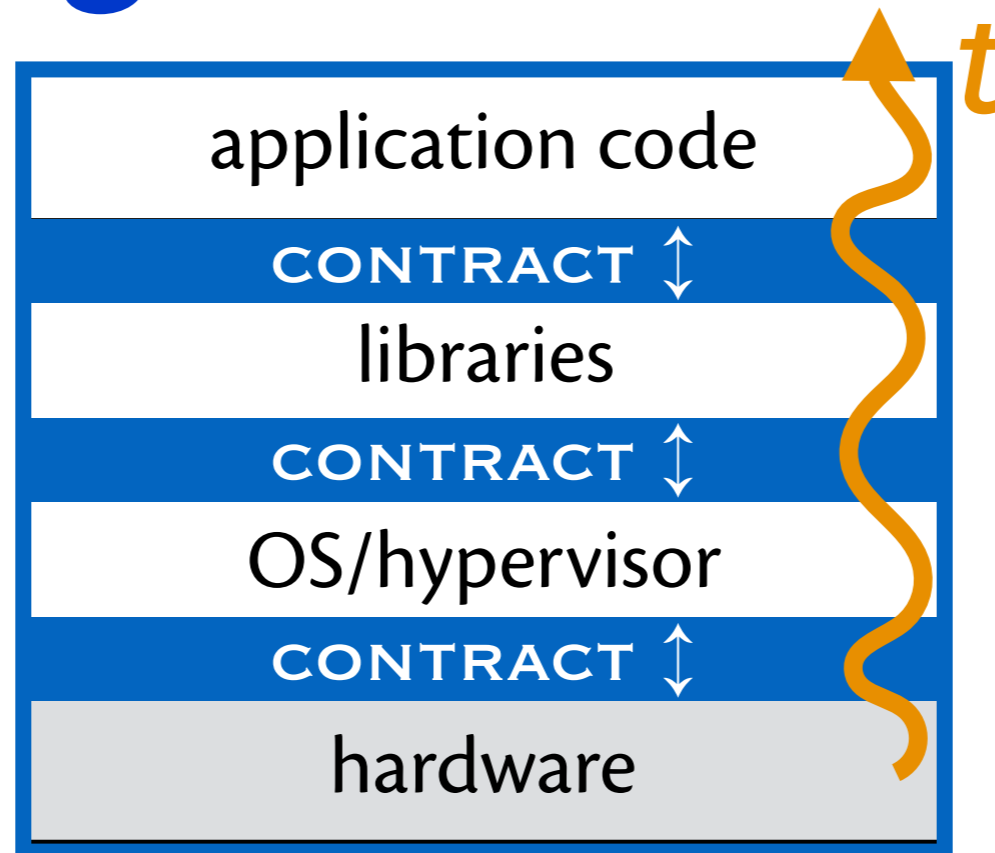 t
application code
CONTRACT ↕
libraries
CONTRACT ↕
OS/hypervisor
CONTRACT ↕
hardware